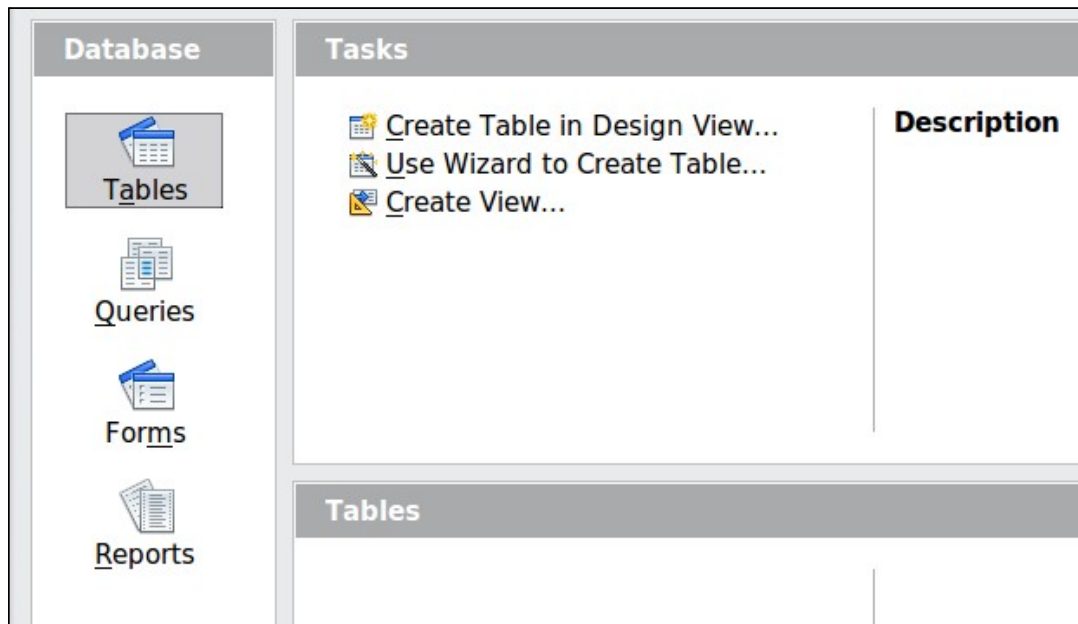 Database
Tables
Queries
Forms
Reports
Tasks
Create Table in Design View...
Use Wizard to Create Table...
Create View...
Description
Tables